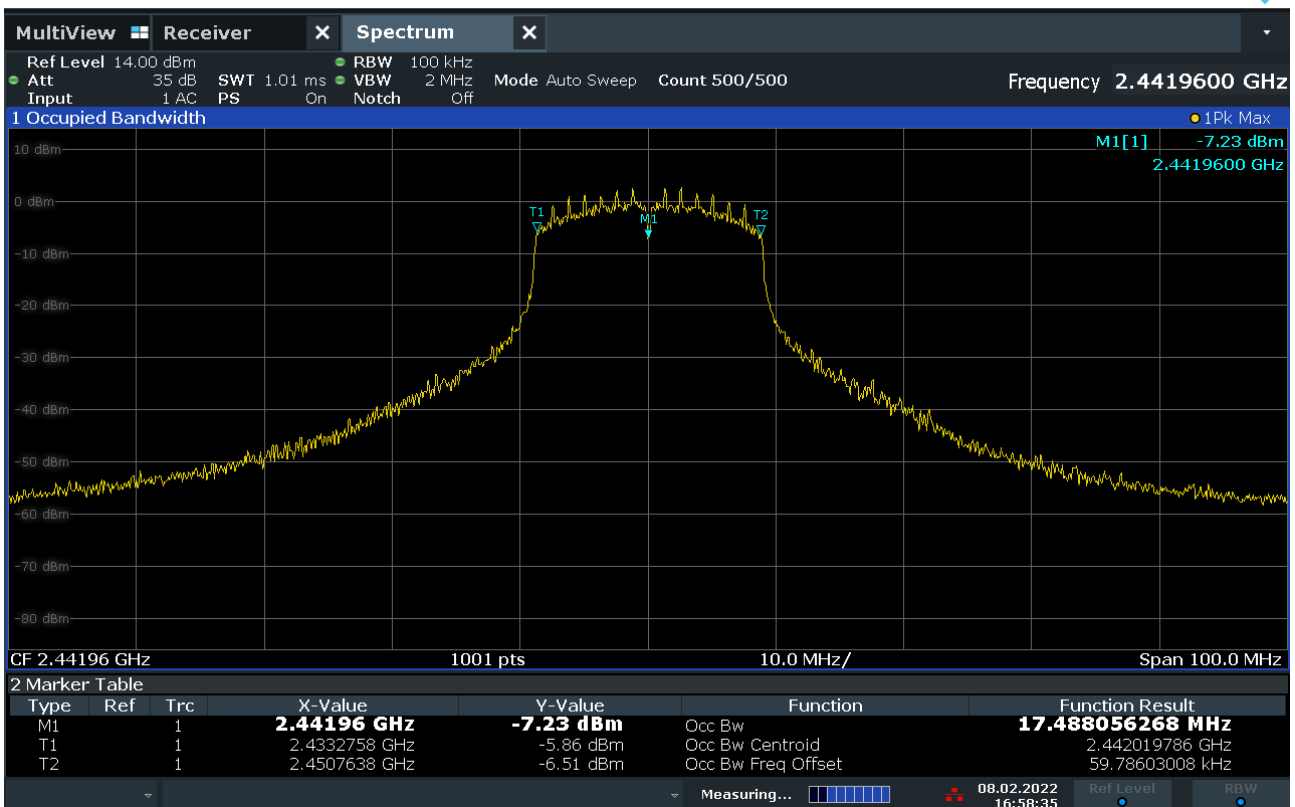 MultiView Receiver X Spectrum X
Ref Level 14.00 dBm RBW 100 kHz
Att 35 dB SWT 1.01 ms VBW 2 MHz Mode Auto Sweep Count 500/500 Frequency 2.4419600 GHz
Input 1 AC PS On Notch Off
1 Occupied Bandwidth 1Pk Max
M1[1] -7.23 dBm
2.4419600 GHz
10 dBm
0 dBm
T1 M1 T2
-10 dBm
-20 dBm
-30 dBm
-40 dBm
-50 dBm
-60 dBm
-70 dBm
-80 dBm
CF 2.44196 GHz 1001 pts 10.0 MHz/ Span 100.0 MHz
2 Marker Table
Type Ref Trc X-Value Y-Value Function Function Result
M1 1 2.44196 GHz -7.23 dBm Occ Bw 17.488056268 MHz
T1 1 2.4332758 GHz -5.86 dBm Occ Bw Centroid 2.442019786 GHz
T2 1 2.4507638 GHz -6.51 dBm Occ Bw Freq Offset 59.78603008 kHz
Measuring... 08.02.2022 Ref Level RBW
16:58:35